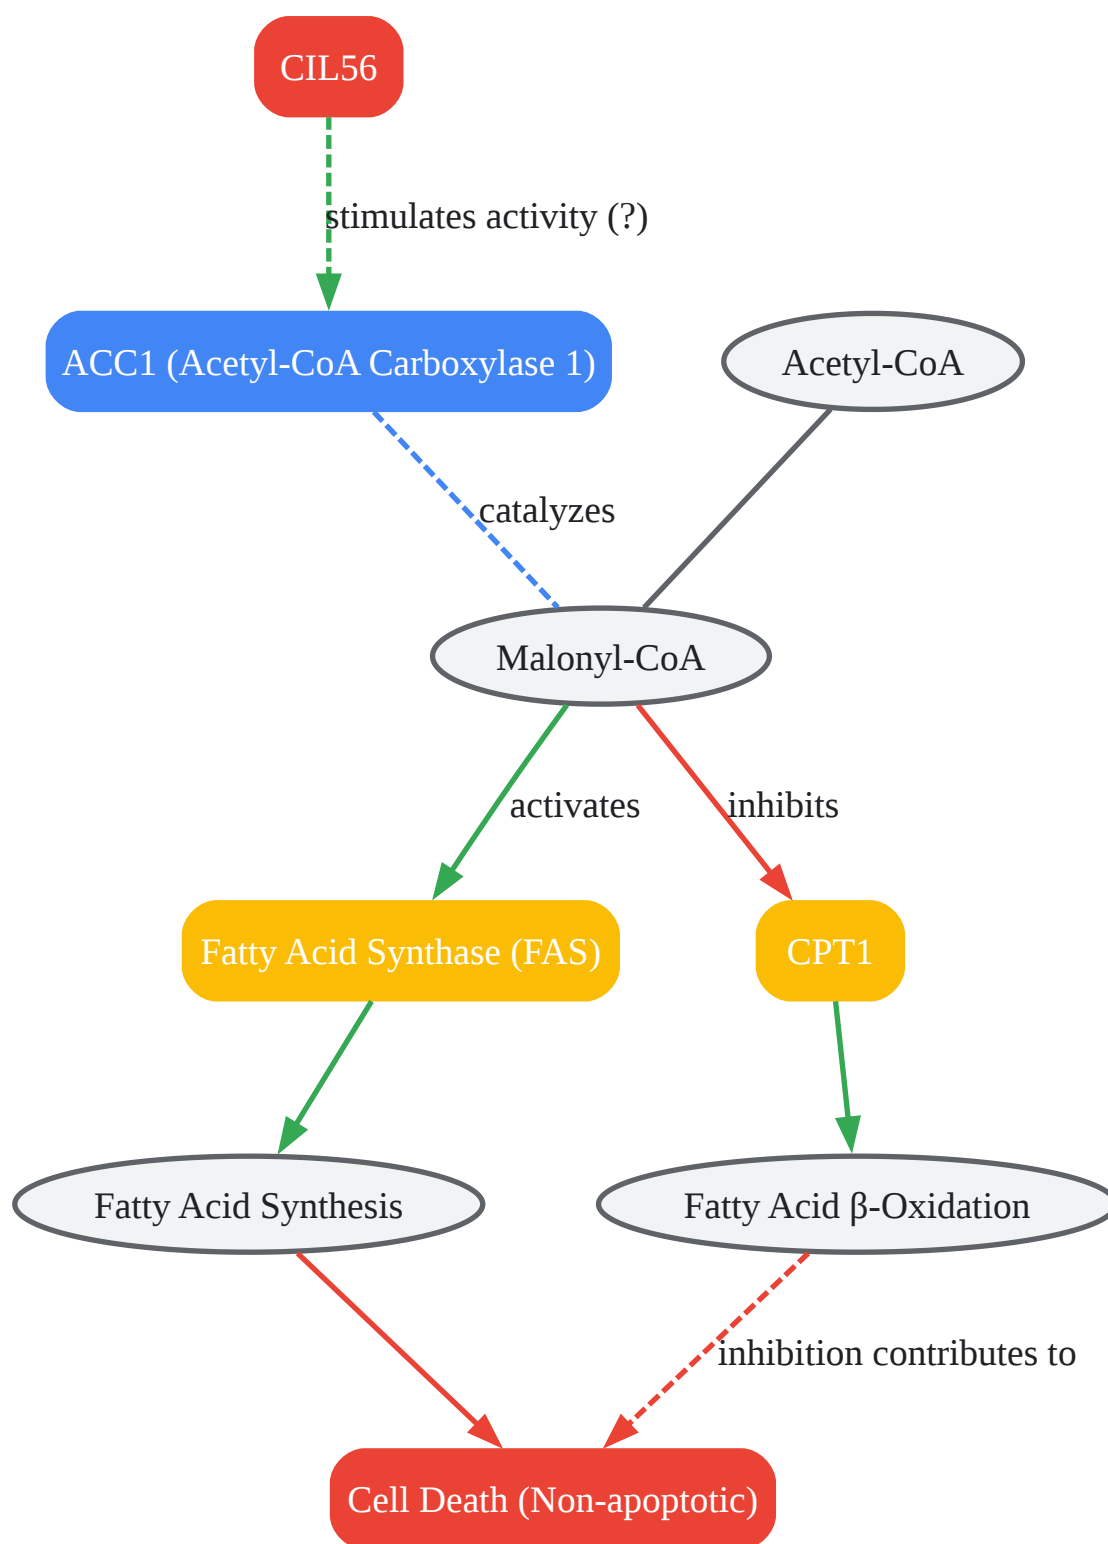 CIL56
stimulates activity (?)
ACC1 (Acetyl-CoA Carboxylase 1)
Acetyl-CoA
catalyzes
Malonyl-CoA
activates
inhibits
Fatty Acid Synthase (FAS)
CPT1
Fatty Acid Synthesis
Fatty Acid β-Oxidation
inhibition contributes to
Cell Death (Non-apoptotic)